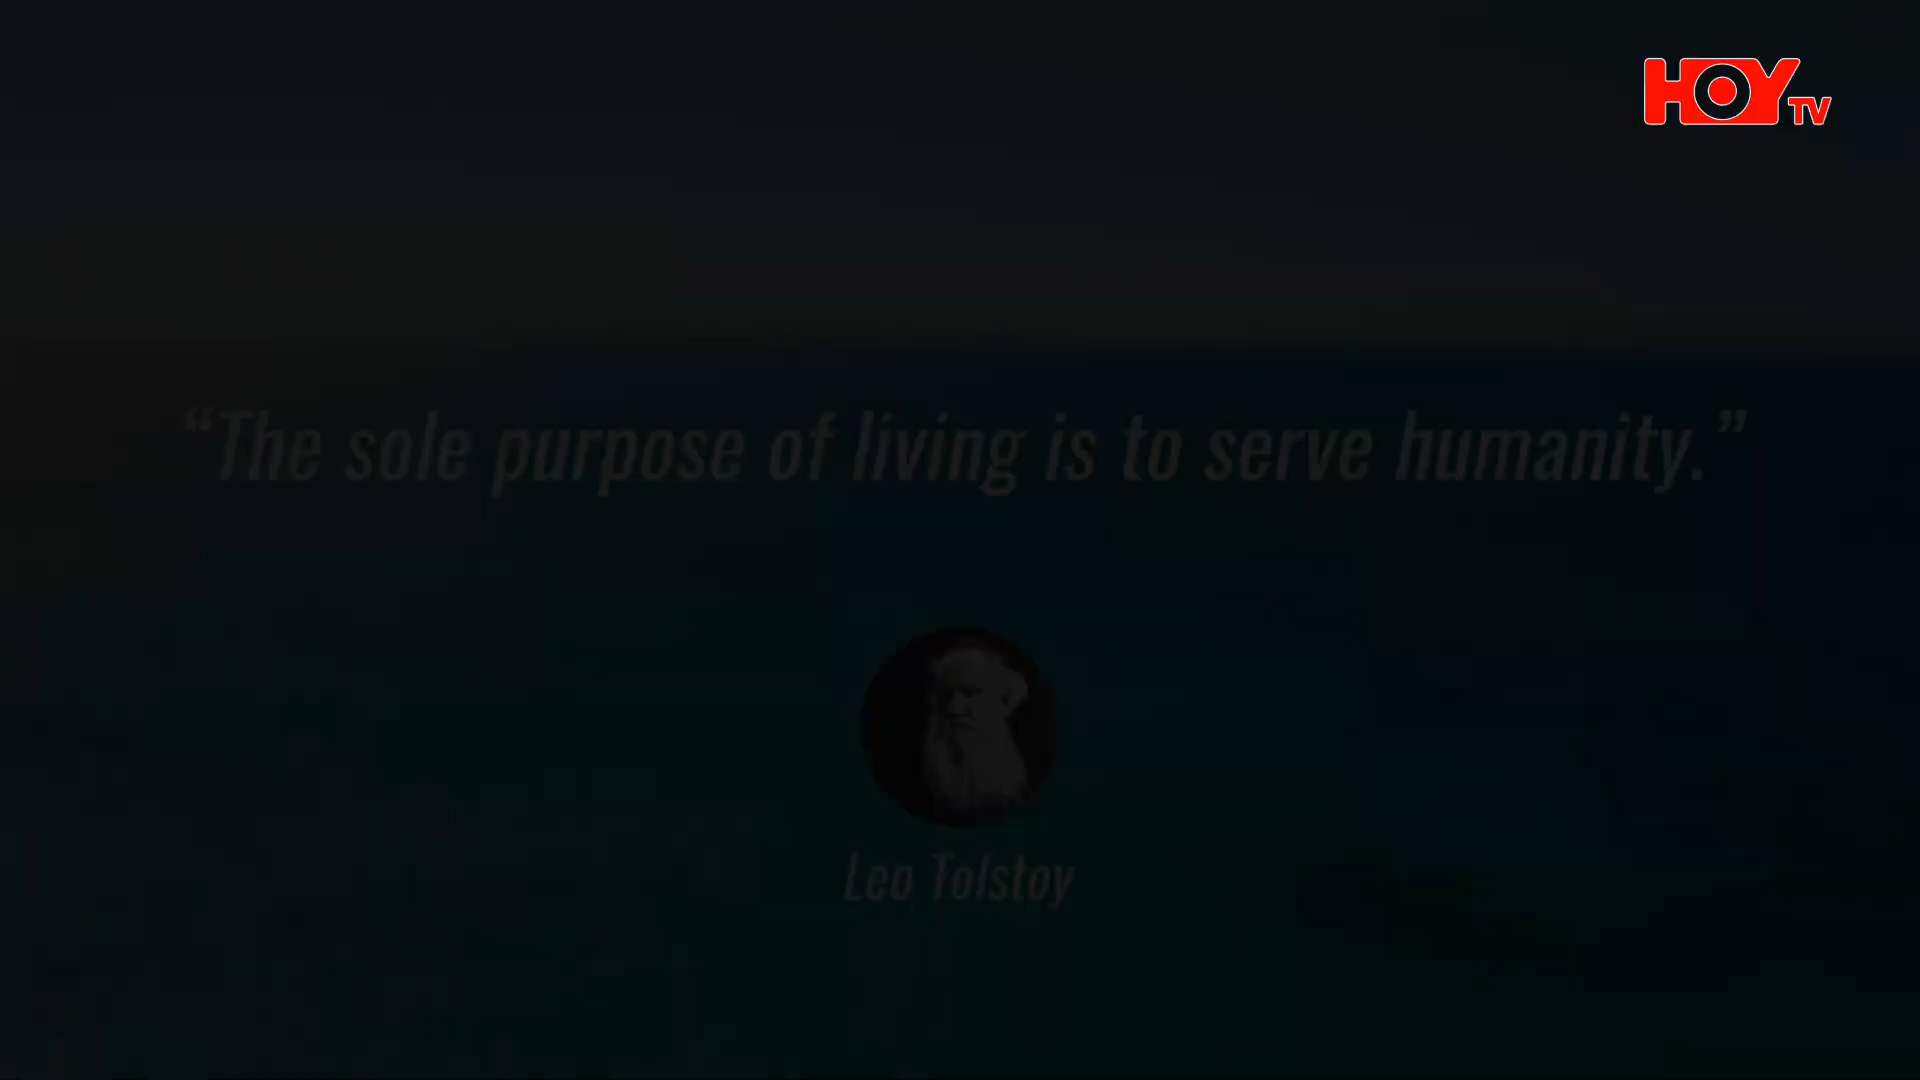 HOY TV
“The sole purpose of living is to serve humanity.”
Leo Tolstoy